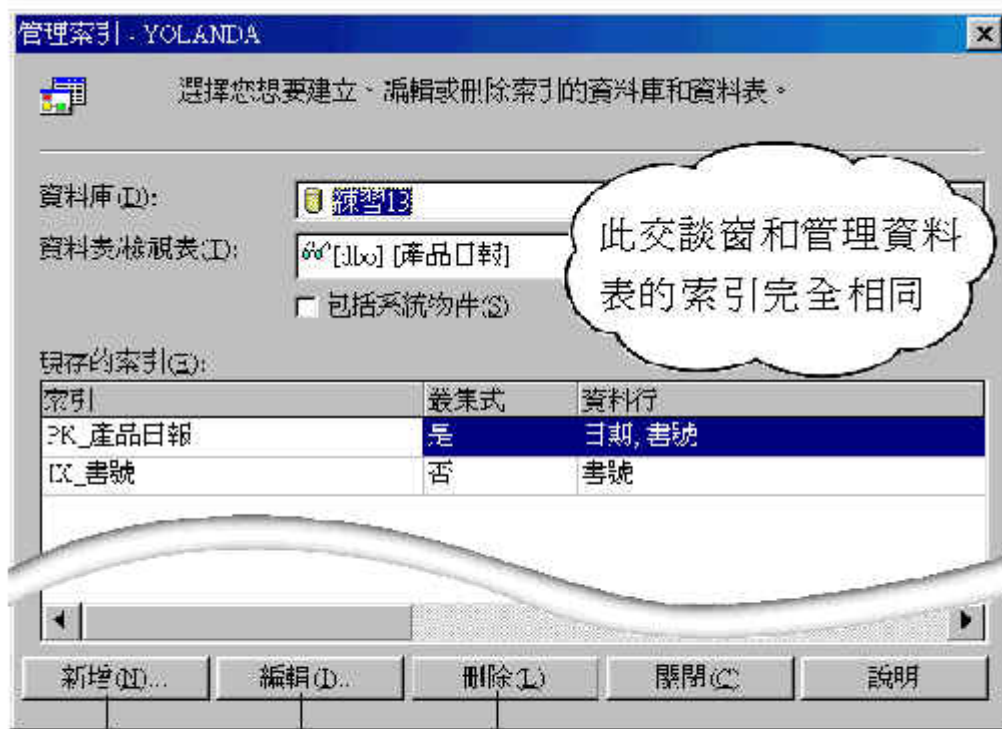 管理索引 - YOLANDA
選擇您想要建立、編輯或刪除索引的資料庫和資料表。
資料庫(D):
練習13
資料表/檢視表(T):
[dbo] [產品日報]
包括系統物件(S)
此交談窗和管理資料
表的索引完全相同
現存的索引(E):
索引 叢集式 資料行
PK_產品日報 是 日期, 書號
IX_書號 否 書號
新增(N)... 編輯(I)... 刪除(L) 關閉(C) 說明